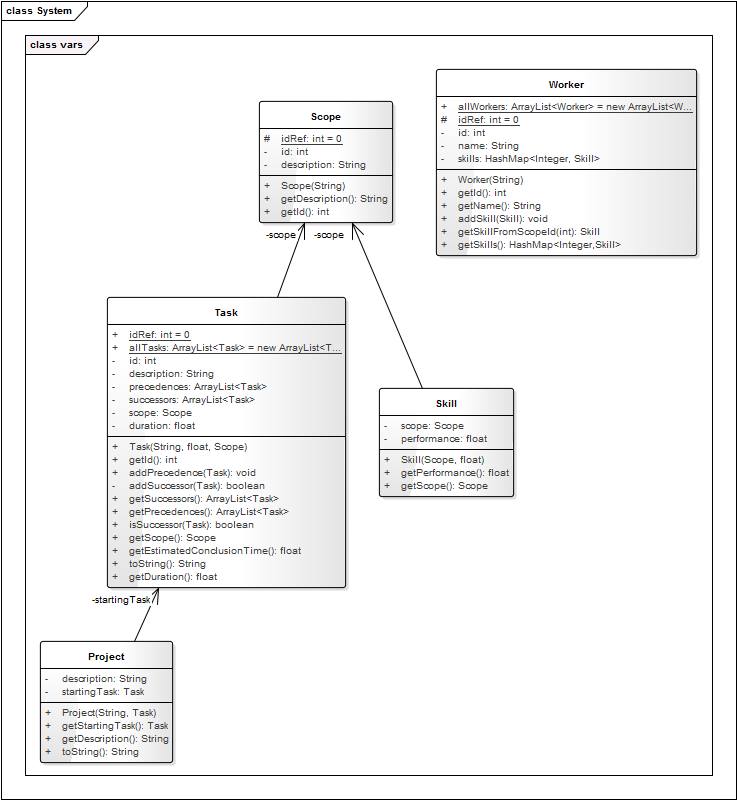 class System
class vars
Worker
+ allWorkers: ArrayList<Worker> = new ArrayList<W...
# idRef: int = 0
- id: int
- name: String
- skills: HashMap<Integer, Skill>
+ Worker(String)
+ getId(): int
+ getName(): String
+ addSkill(Skill): void
+ getSkillFromScopeId(int): Skill
+ getSkills(): HashMap<Integer,Skill>
Scope
# idRef: int = 0
- id: int
- description: String
+ Scope(String)
+ getDescription(): String
+ getId(): int
-scope
-scope
Task
+ idRef: int = 0
+ allTasks: ArrayList<Task> = new ArrayList<T...
- id: int
- description: String
- precedences: ArrayList<Task>
- successors: ArrayList<Task>
- scope: Scope
- duration: float
+ Task(String, float, Scope)
+ getId(): int
+ addPrecedence(Task): void
- addSuccessor(Task): boolean
+ getSuccessors(): ArrayList<Task>
+ getPrecedences(): ArrayList<Task>
+ isSuccessor(Task): boolean
+ getScope(): Scope
+ getEstimatedConclusionTime(): float
+ toString(): String
+ getDuration(): float
Skill
- scope: Scope
- performance: float
+ Skill(Scope, float)
+ getPerformance(): float
+ getScope(): Scope
-startingTask
Project
- description: String
- startingTask: Task
+ Project(String, Task)
+ getStartingTask(): Task
+ getDescription(): String
+ toString(): String